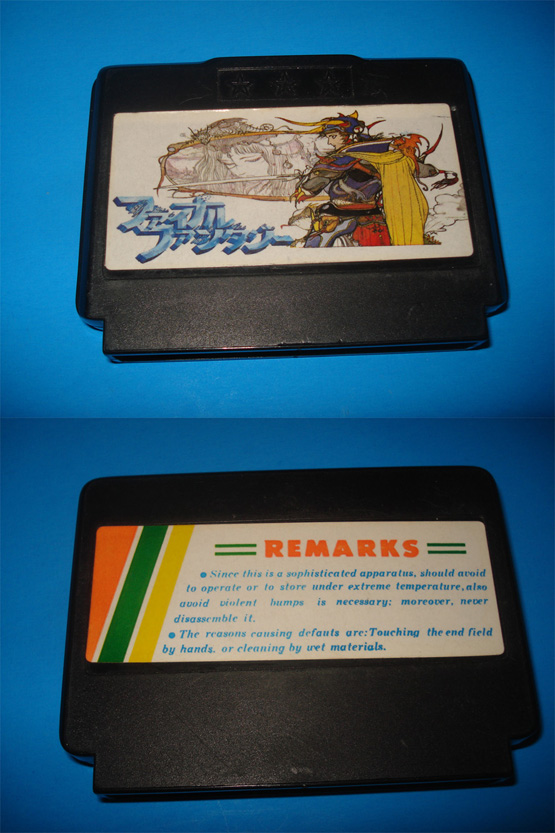 ファイナル
ファンタジー
REMARKS
● Since this is a sophisticated apparatus, should avoid
to operate or to store under extreme temperature, also
avoid violent bumps is necessary; moreover, never
disassemble it.
● The reasons causing defauts are: Touching the end field
by hands. or cleaning by wet materials.